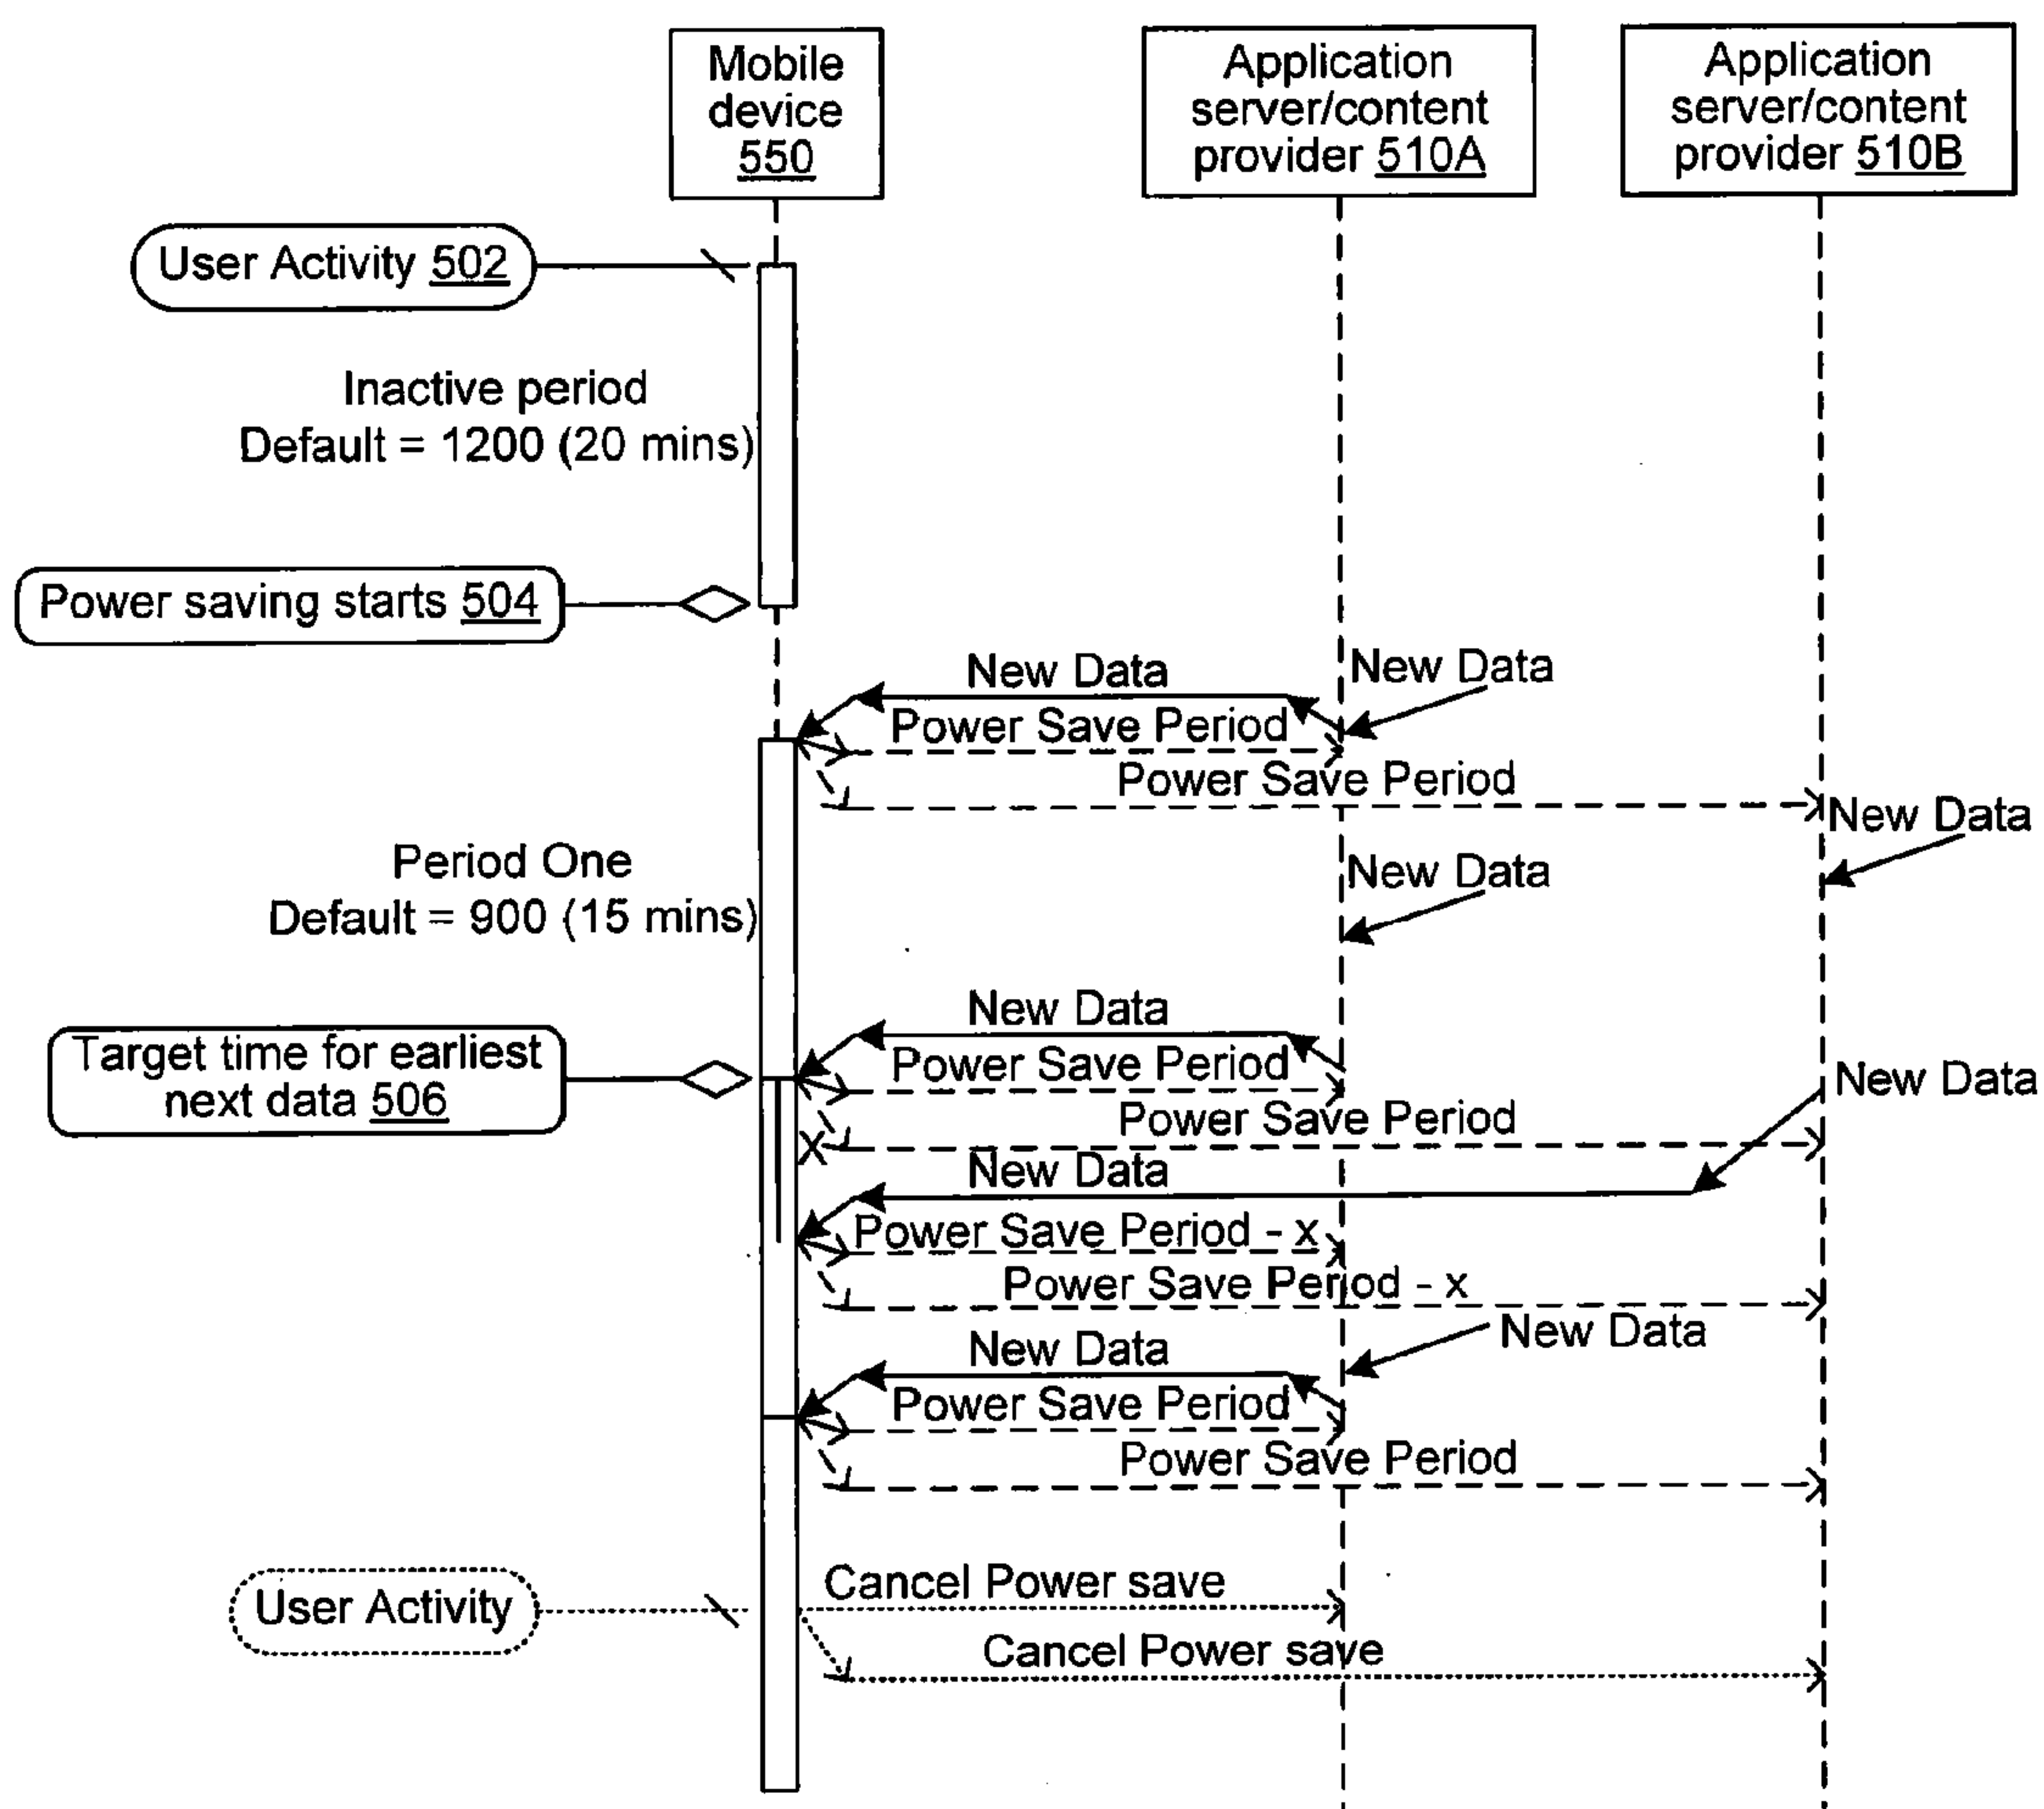 Mobile
device
550
Application
server/content
provider 510A
Application
server/content
provider 510B
User Activity 502
Inactive period
Default = 1200 (20 mins)
Power saving starts 504
New Data
New Data
Power Save Period
Power Save Period
New Data
Period One
Default = 900 (15 mins)
New Data
New Data
Target time for earliest
next data 506
Power Save Period
New Data
Power Save Period
X
New Data
Power Save Period - x
Power Save Period - x
New Data
New Data
Power Save Period
Power Save Period
User Activity
Cancel Power save
Cancel Power save